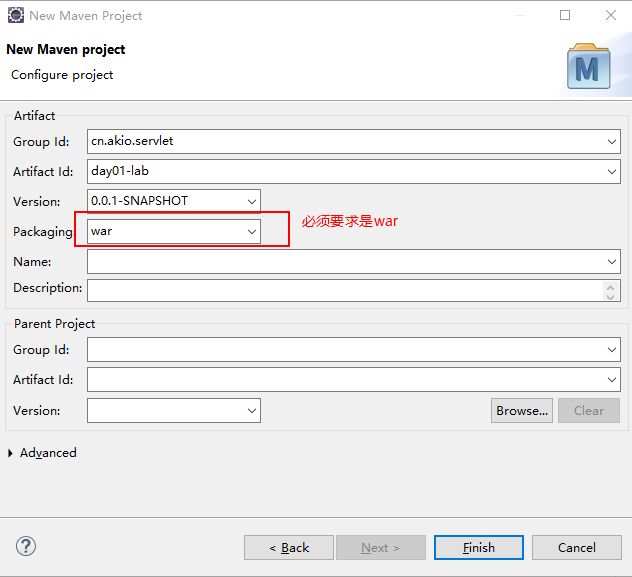 New Maven Project
New Maven project
Configure project
M
Artifact
Group Id: cn.akio.servlet
Artifact Id: day01-lab
Version: 0.0.1-SNAPSHOT
Packaging: war 必须要求是war
Name:
Description:
Parent Project
Group Id:
Artifact Id:
Version: Browse... Clear
Advanced
? < Back Next > Finish Cancel